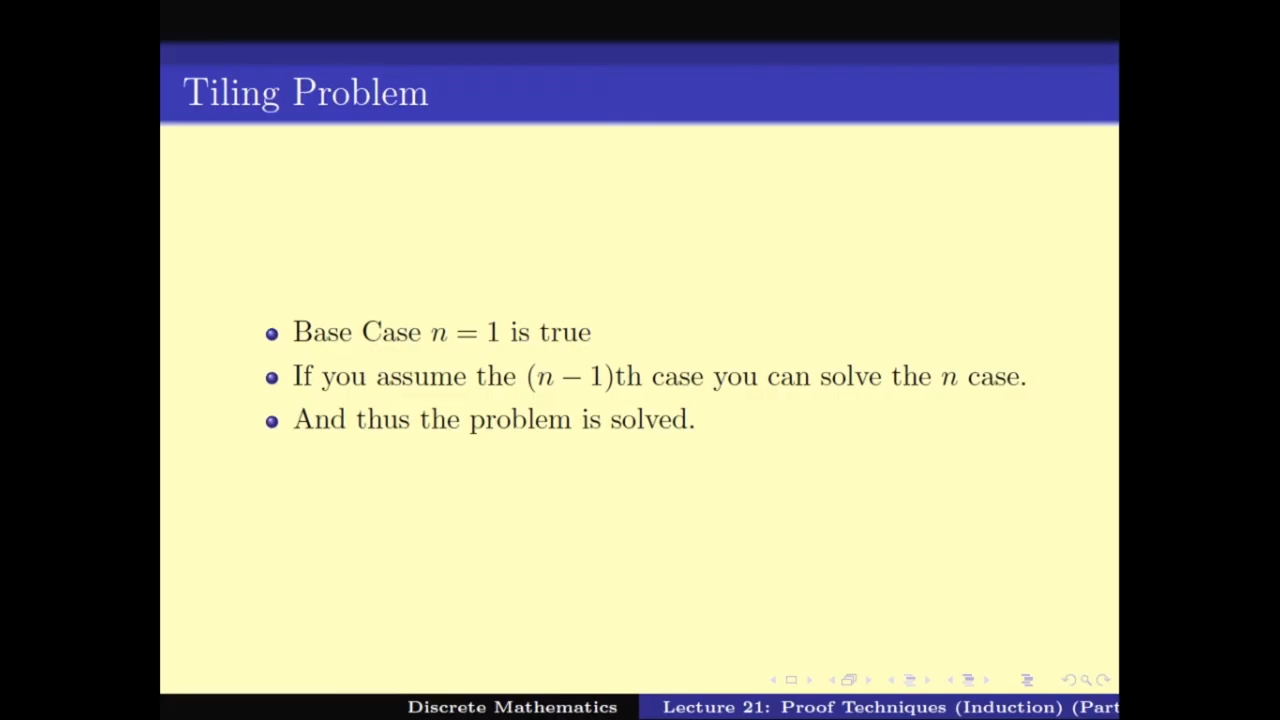 Tiling Problem
Base Case n = 1 is true
If you assume the (n − 1)th case you can solve the n case.
And thus the problem is solved.
Discrete Mathematics
Lecture 21: Proof Techniques (Induction) (Part